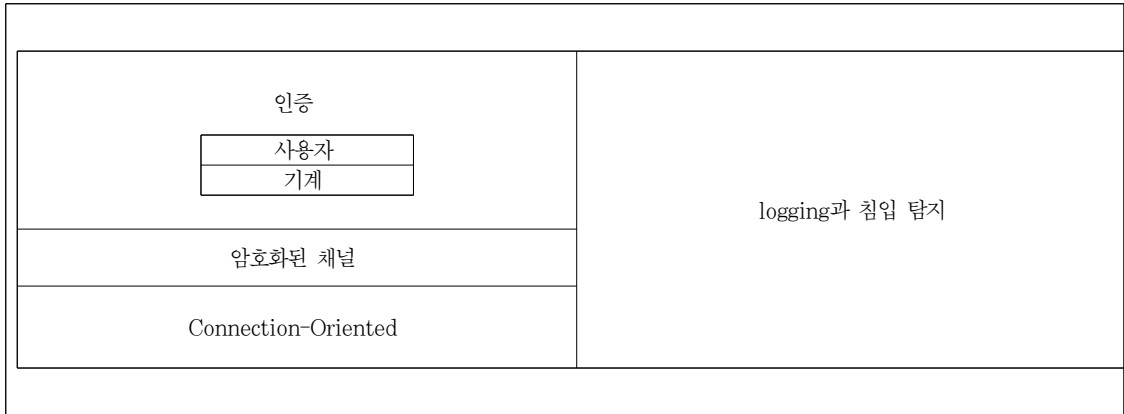 인증
사용자
기계
암호화된 채널
Connection-Oriented
logging과 침입 탐지